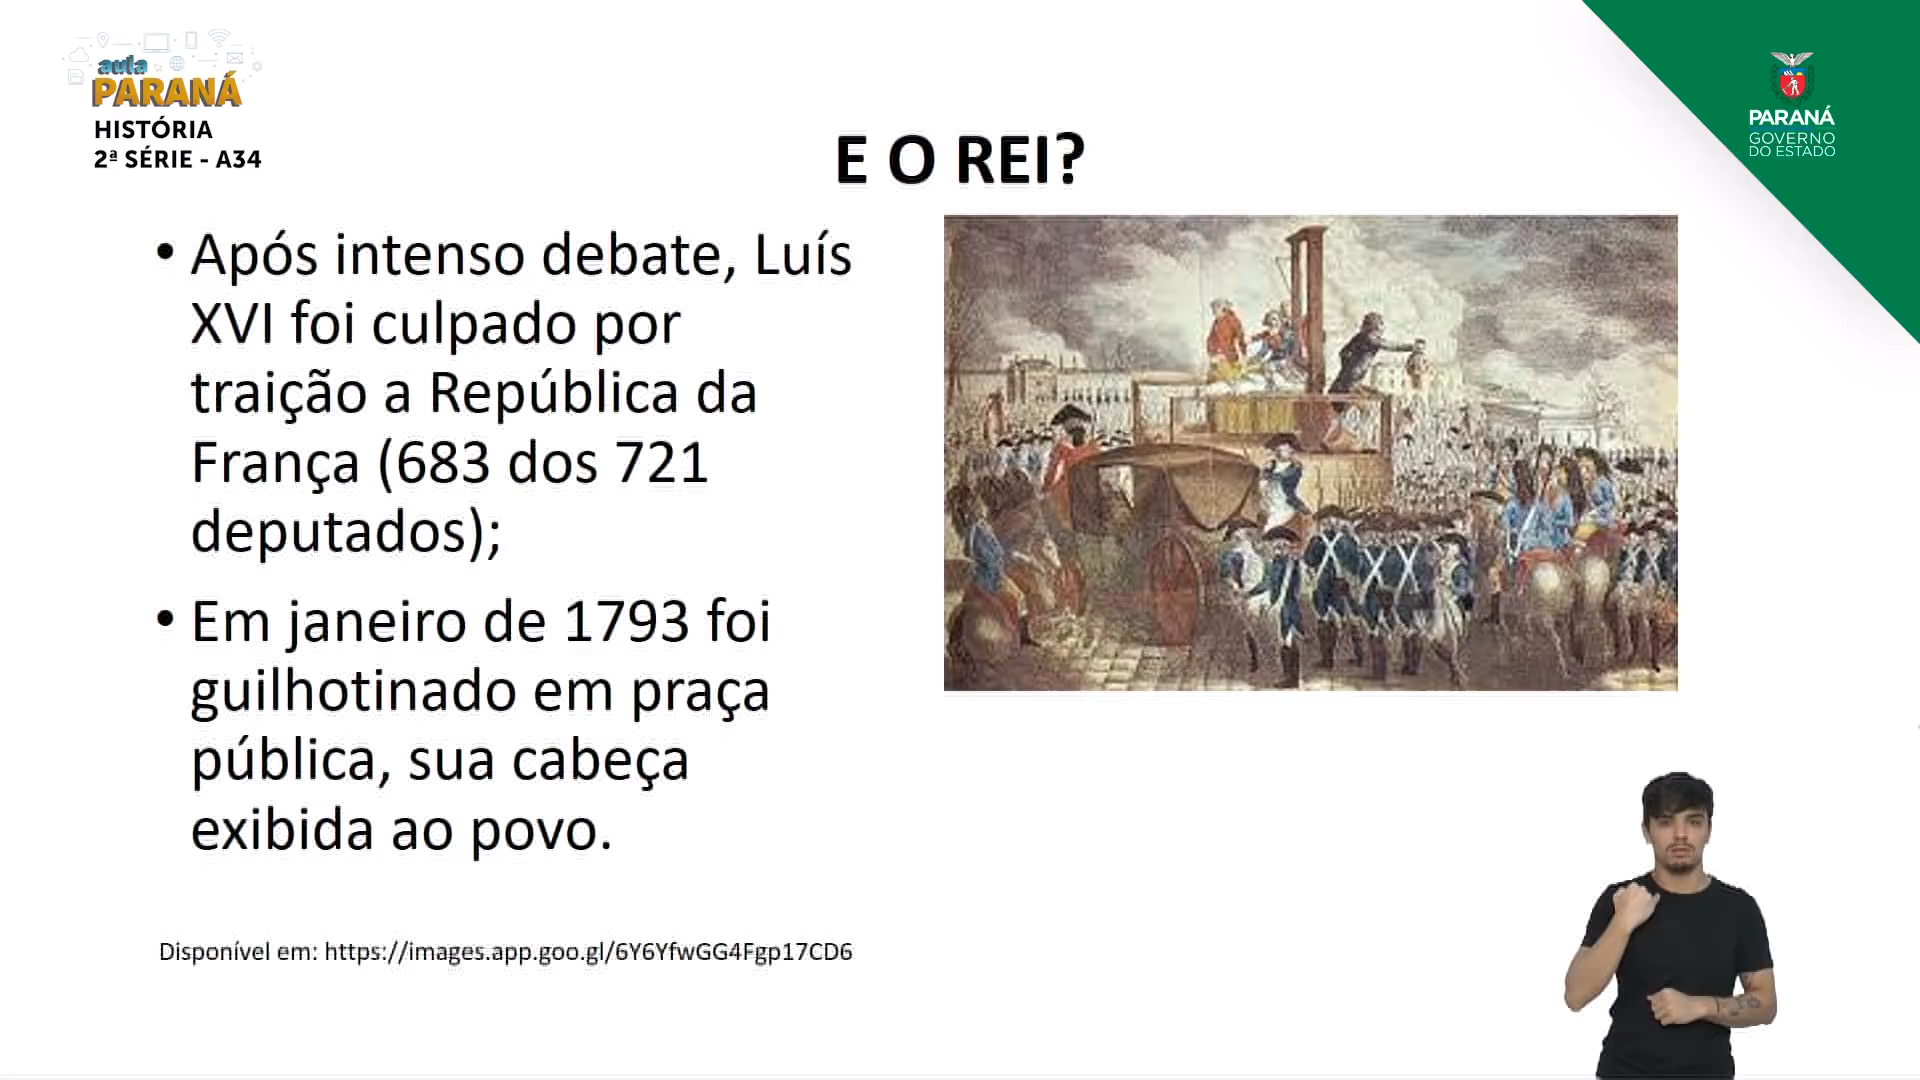 aula
PARANÁ
HISTÓRIA
2ª SÉRIE - A34
PARANÁ
GOVERNO
DO ESTADO
E O REI?
• Após intenso debate, Luís
XVI foi culpado por
traição a República da
França (683 dos 721
deputados);
• Em janeiro de 1793 foi
guilhotinado em praça
pública, sua cabeça
exibida ao povo.
Disponível em: https://images.app.goo.gl/6Y6YfwGG4Fgp17CD6